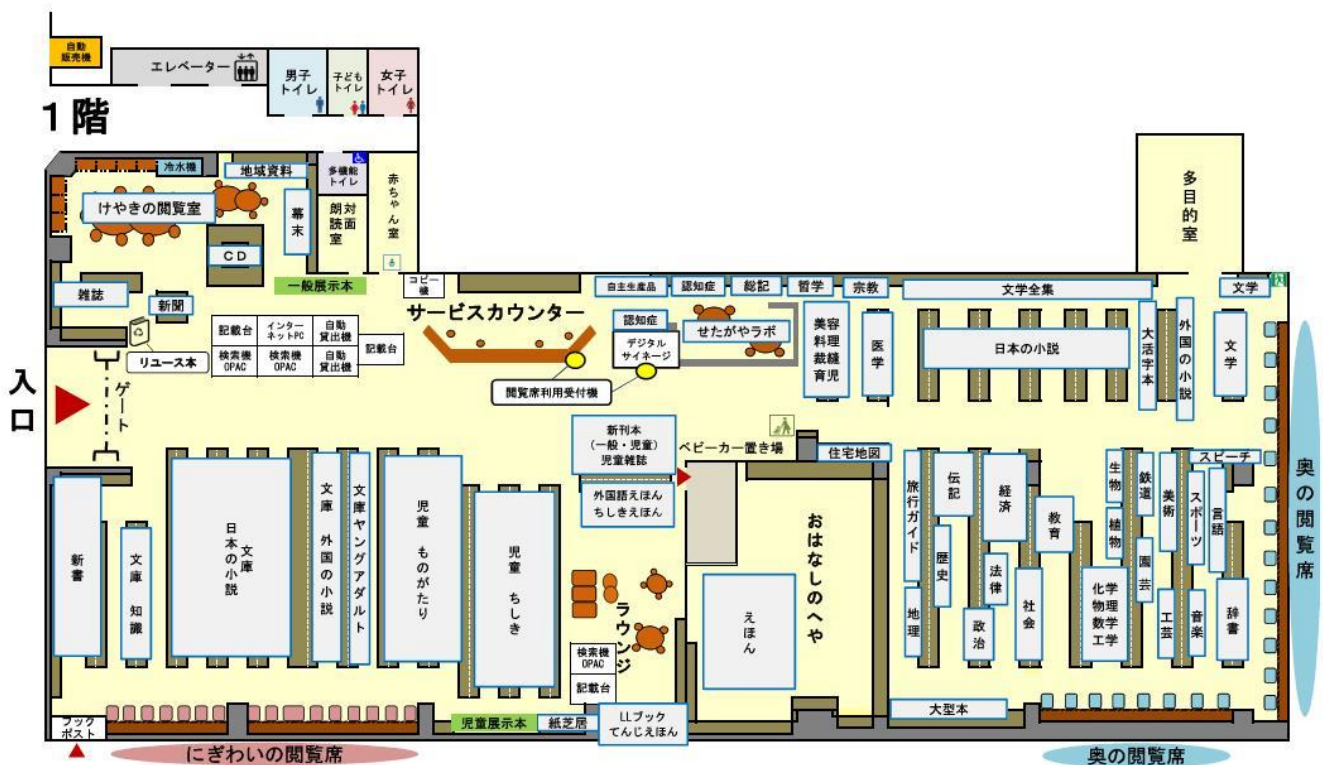 自動
販売機
エレベーター
男子
トイレ
子ども
トイレ
女子
トイレ
1階
冷水機
地域資料
多機能
トイレ
赤ちゃん室
けやきの閲覧室
幕末
対面
朗読室
CD
多目的室
雑誌
新聞
一般展示本
コピー
機
リユース本
記載台
インター
ネットPC
自動
貸出機
検索機
OPAC
検索機
OPAC
自動
貸出機
記載台
サービスカウンター
自主生産品
認知症
総記
哲学
宗教
文学全集
文学
認知症
せたがやラボ
デジタル
サイネージ
閲覧席利用受付機
美容
料理
裁縫
育児
医学
日本の小説
大活字本
外国の小説
文学
入口
ゲート
新刊本
(一般・児童)
児童雑誌
ベビーカー置き場
住宅地図
外国語えほん
ちしきえほん
新書
文庫 知識
文庫
日本の小説
文庫 外国の小説
文庫ヤングアダルト
児童 ものがたり
児童 ちしき
ラウンジ
検索機
OPAC
記載台
えほん
おはなしのへや
旅行ガイド
地理
伝記
歴史
経済
法律
政治
社会
教育
生物
植物
鉄道
園芸
化学
物理学
数学
工学
美術
工芸
スポーツ
音楽
スピーチ
言語
辞書
奥の閲覧席
ブック
ポスト
にぎわいの閲覧席
児童展示本
紙芝居
LLブック
てんじえほん
大型本
奥の閲覧席